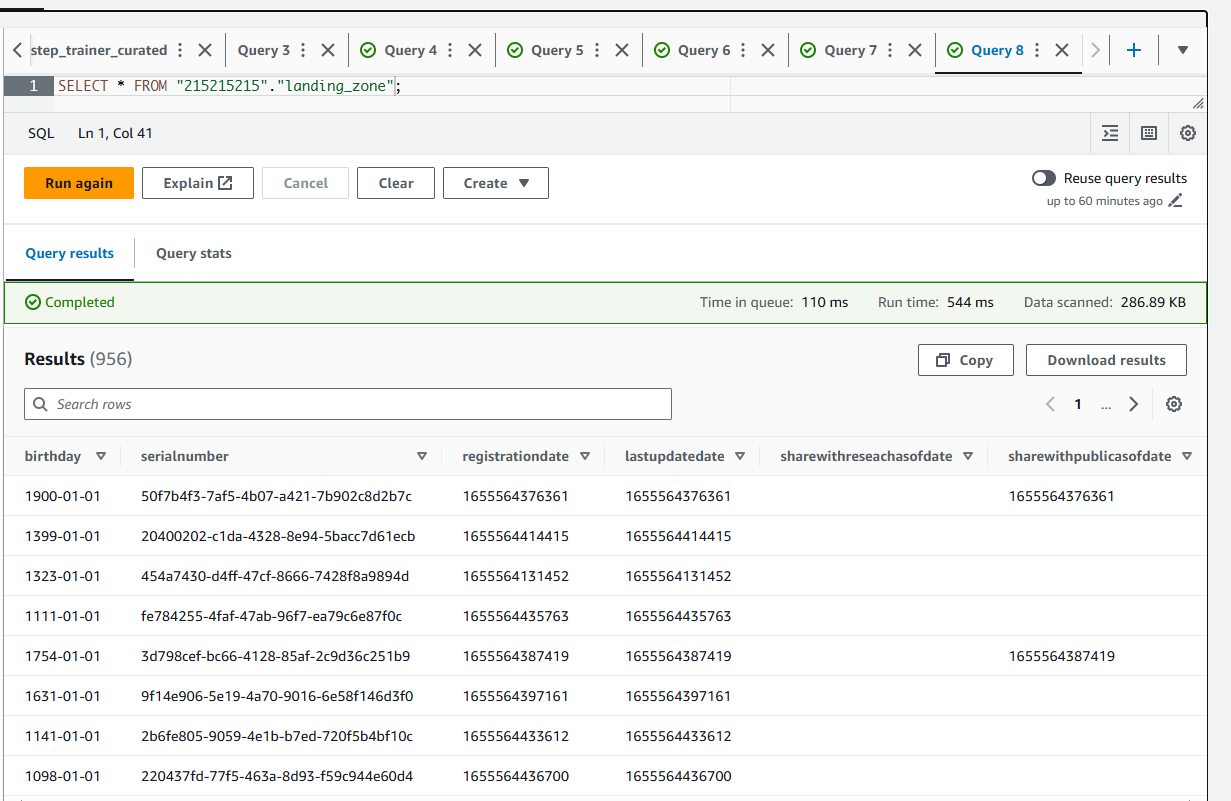 step_trainer_curated Query 3 Query 4 Query 5 Query 6 Query 7 Query 8
1 SELECT * FROM "215215215"."landing_zone";
SQL Ln 1, Col 41
Run again Explain Cancel Clear Create Reuse query results
up to 60 minutes ago
Query results Query stats
Completed Time in queue: 110 ms Run time: 544 ms Data scanned: 286.89 KB
Results (956) Copy Download results
Search rows 1 ...
birthday serialnumber registrationdate lastupdatedate sharewithreseachasofdate sharewithpublicasofdate
1900-01-01 50f7b4f3-7af5-4b07-a421-7b902c8d2b7c 1655564376361 1655564376361 1655564376361
1399-01-01 20400202-c1da-4328-8e94-5bacc7d61ecb 1655564414415 1655564414415
1323-01-01 454a7430-d4ff-47cf-8666-7428f8a9894d 1655564131452 1655564131452
1111-01-01 fe784255-4faf-47ab-96f7-ea79c6e87f0c 1655564435763 1655564435763
1754-01-01 3d798cef-bc66-4128-85af-2c9d36c251b9 1655564387419 1655564387419 1655564387419
1631-01-01 9f14e906-5e19-4a70-9016-6e58f146d3f0 1655564397161 1655564397161
1141-01-01 2b6fe805-9059-4e1b-b7ed-720f5b4bf10c 1655564433612 1655564433612
1098-01-01 220437fd-77f5-463a-8d93-f59c944e60d4 1655564436700 1655564436700